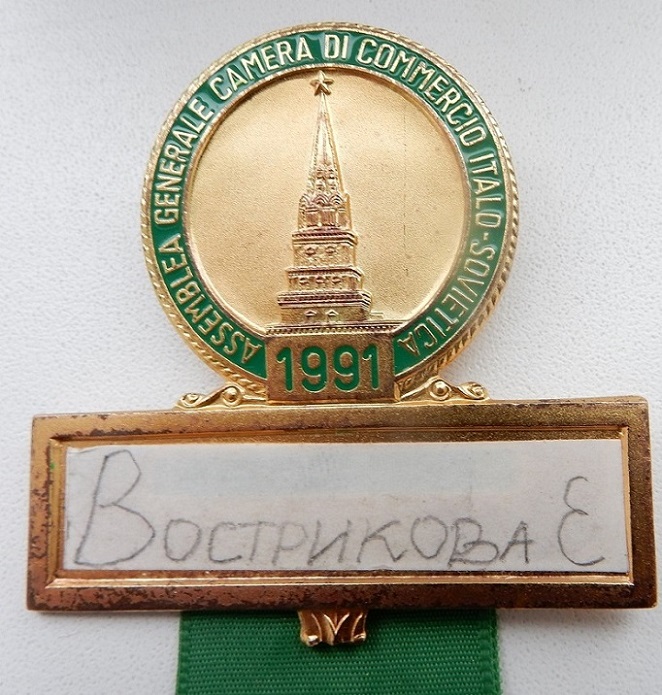 ASSEMBLEA GENERALE CAMERA DI COMMERCIO ITALO-SOVIETICA
1991
Вострикова Е